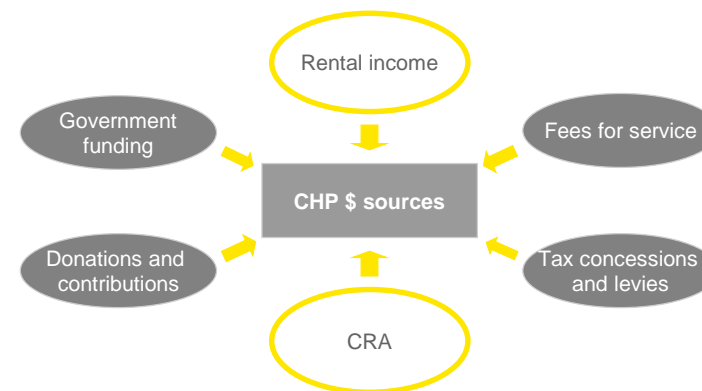 Rental income
Government
funding
Fees for service
CHP $ sources
Donations and
contributions
Tax concessions
and levies
CRA